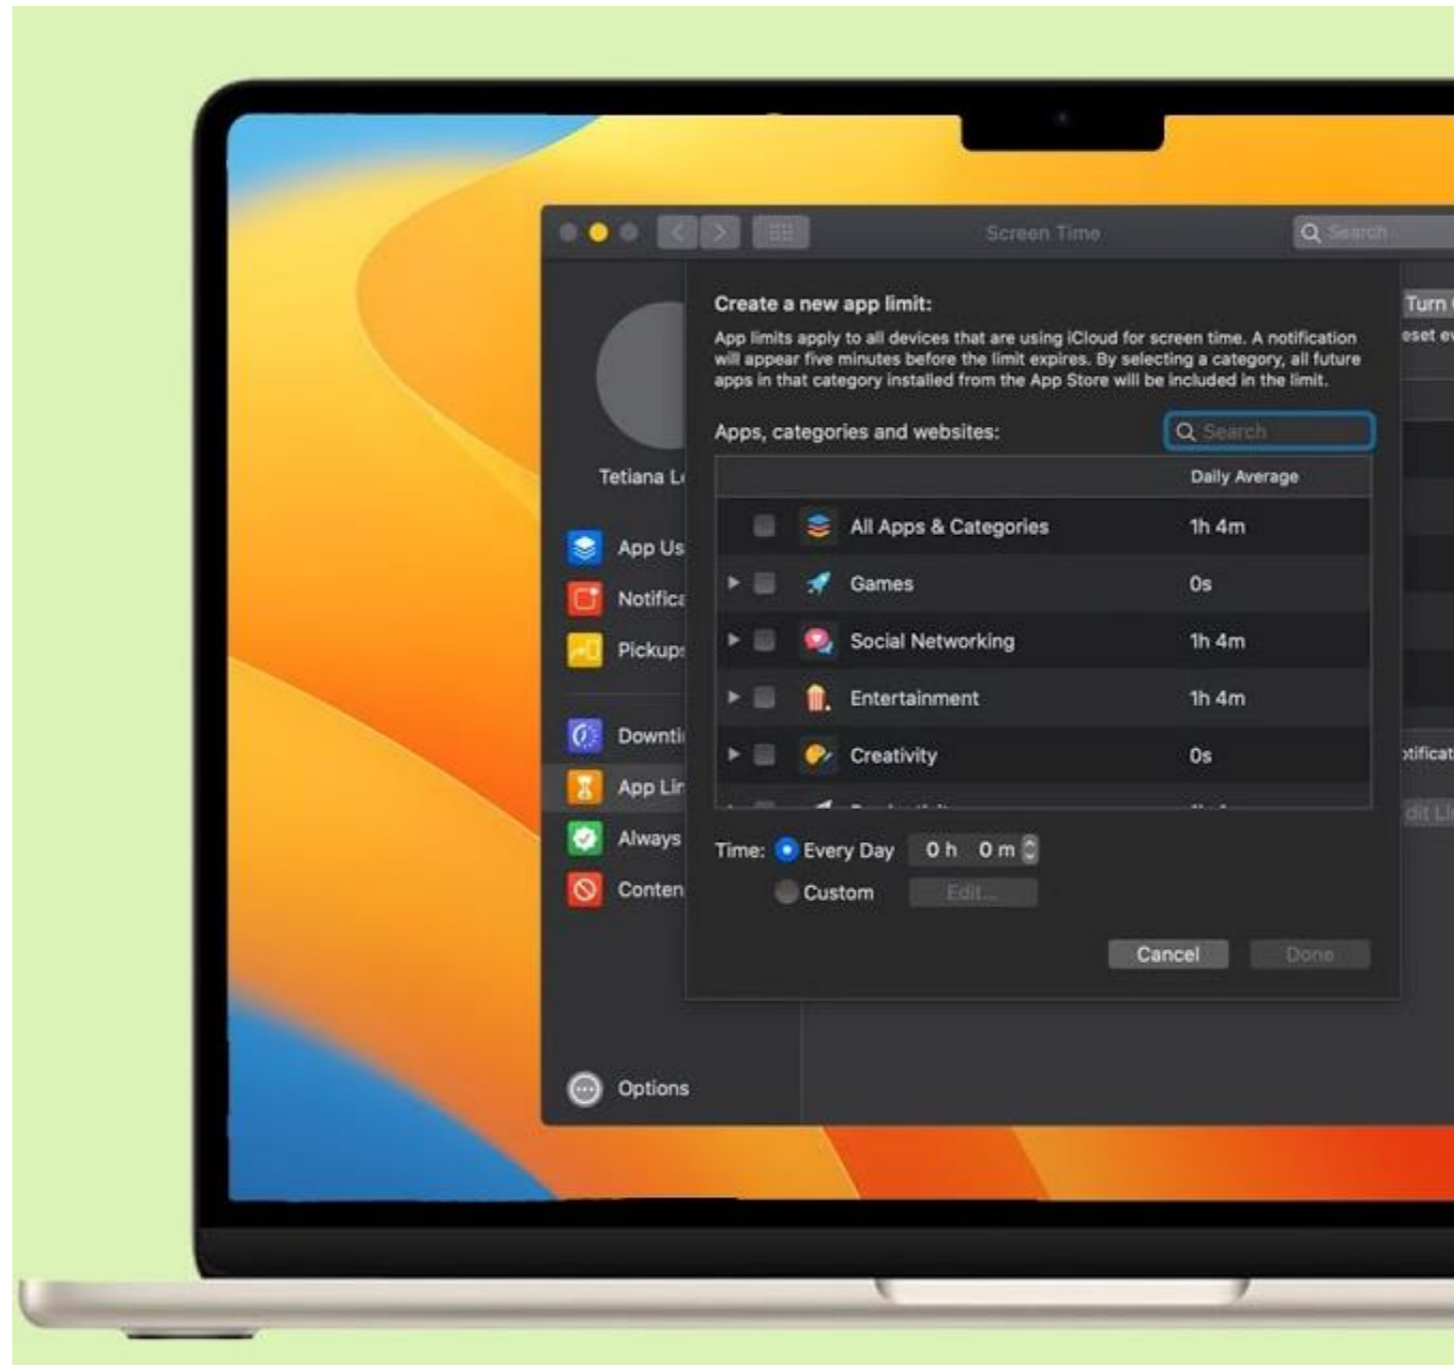 Screen Time
Search
Create a new app limit:
App limits apply to all devices that are using iCloud for screen time. A notification
will appear five minutes before the limit expires. By selecting a category, all future
apps in that category installed from the App Store will be included in the limit.
Apps, categories and websites:
Search
Daily Average
All Apps & Categories 1h 4m
Games 0s
Social Networking 1h 4m
Entertainment 1h 4m
Creativity 0s
Time: Every Day 0 h 0 m
Custom Edit...
Cancel Done
Tetiana
App Us
Notifica
Pickup
Downti
App Li
Always
Conten
Options
Turn
eset ev
otificat
dit Li